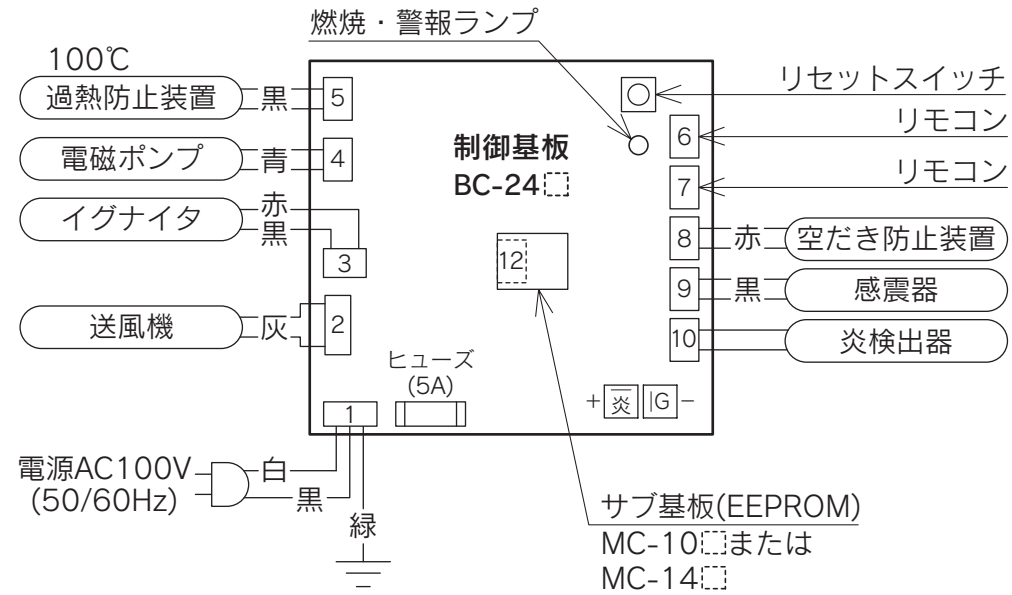 燃焼・警報ランプ
100℃
過熱防止装置
黒
5
リセットスイッチ
リモコン
6
電磁ポンプ
青
4
制御基板
BC-24
リモコン
7
イグナイタ
赤
黒
3
8
赤
空だき防止装置
12
9
黒
感震器
送風機
灰
2
10
炎検出器
ヒューズ
(5A)
1
+
炎
IG
-
電源AC100V
(50/60Hz)
白
黒
緑
サブ基板(EEPROM)
MC-10または
MC-14